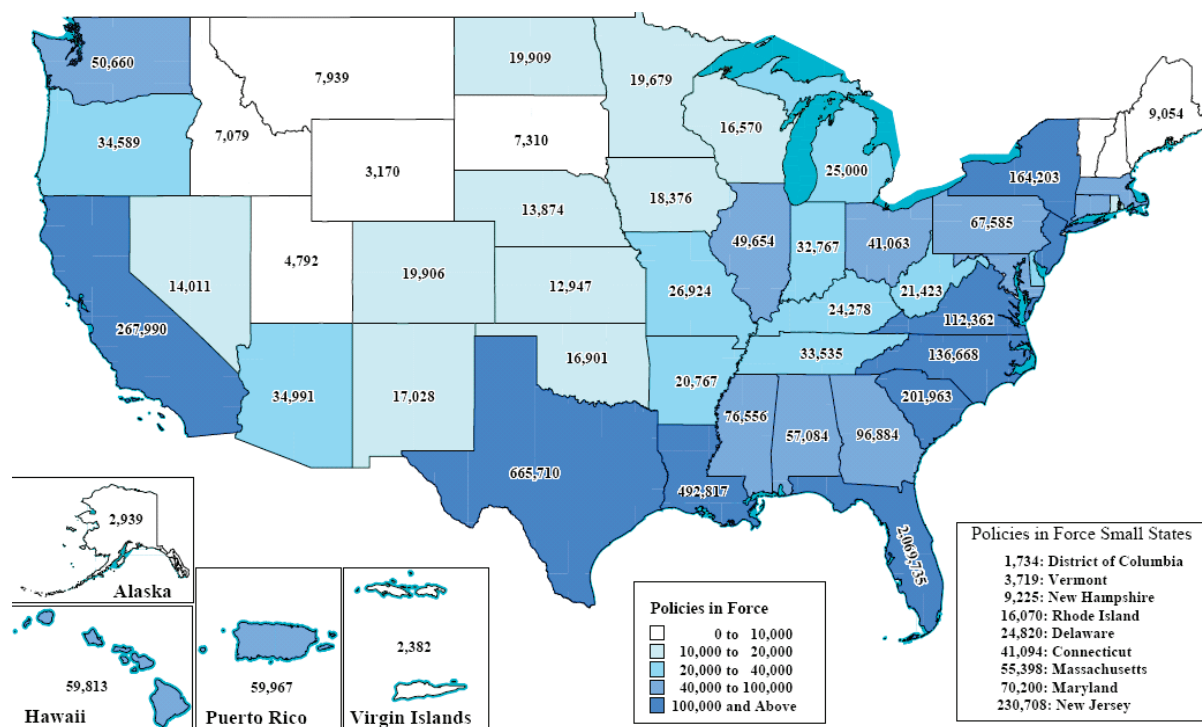 50,660
7,939
19,909
19,679
9,054
34,589
7,079
7,310
16,570
25,000
164,203
3,170
18,376
67,585
13,874
49,654
32,767
41,063
4,792
19,906
14,011
12,947
26,924
21,423
24,278
112,362
267,990
33,535
136,668
16,901
20,767
201,963
34,991
17,028
76,556
57,084
96,884
665,710
492,817
2,069,735
2,939
Alaska
59,813
Hawaii
59,967
Puerto Rico
2,382
Virgin Islands
Policies in Force
0 to 10,000
10,000 to 20,000
20,000 to 40,000
40,000 to 100,000
100,000 and Above
Policies in Force Small States
1,734: District of Columbia
3,719: Vermont
9,225: New Hampshire
16,070: Rhode Island
24,820: Delaware
41,094: Connecticut
55,398: Massachusetts
70,200: Maryland
230,708: New Jersey